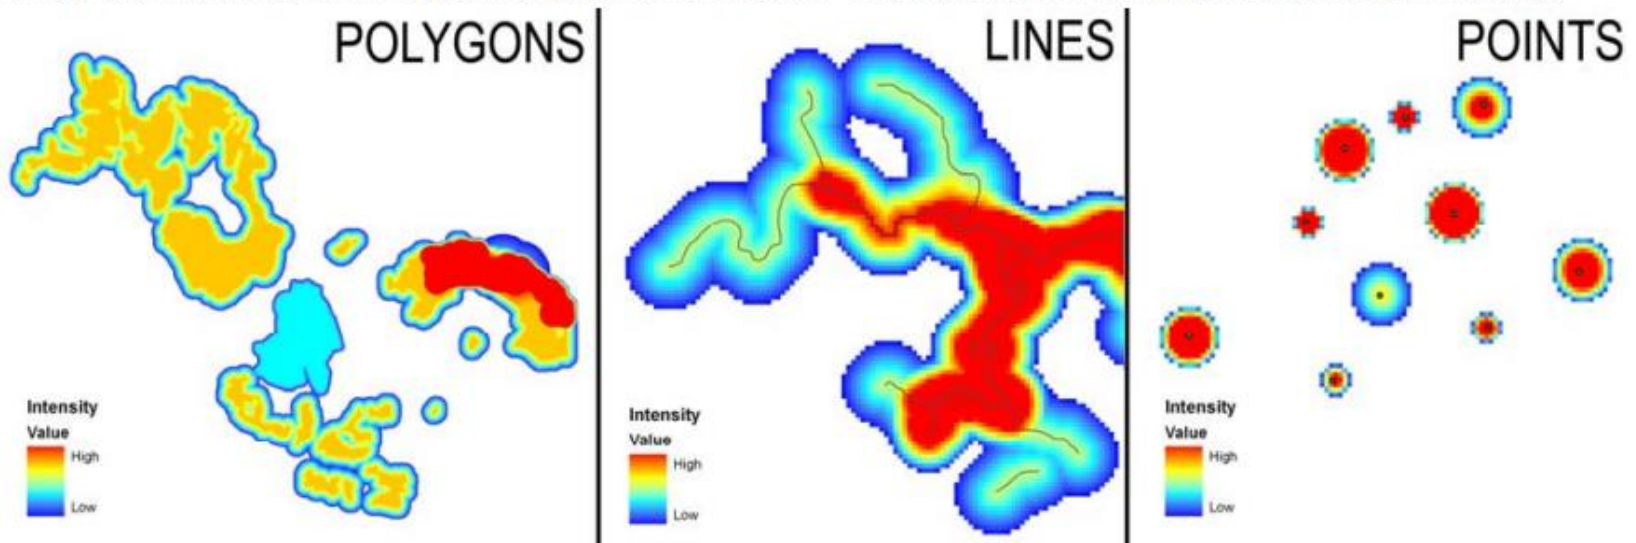 POLYGONS
Intensity
Value
High
Low
LINES
Intensity
Value
High
Low
POINTS
Intensity
Value
High
Low